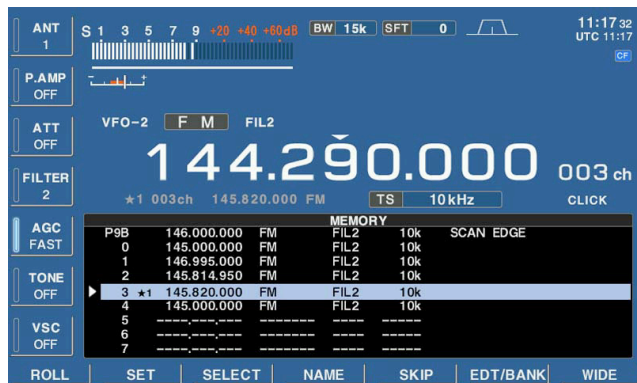 ANT
1
S 1 3 5 7 9 +20 +40 +60dB
BW 15k
SFT 0
11:17 32
UTC 11:17
CF
P.AMP
OFF
ATT
OFF
VFO-2 FM FIL2
144.290.000
003 ch
FILTER
2
★1 003ch 145.820.000 FM
TS 10kHz
CLICK
AGC
FAST
TONE
OFF
VSC
OFF
MEMORY
P9B 146.000.000 FM FIL2 10k SCAN EDGE
0 145.000.000 FM FIL2 10k
1 146.995.000 FM FIL2 10k
2 145.814.950 FM FIL2 10k
3 ★1 145.820.000 FM FIL2 10k
4 145.000.000 FM FIL2 10k
5 ---.---.--- ------- ---- ----
6 ---.---.--- ------- ---- ----
7 ---.---.--- ------- ---- ----
ROLL SET SELECT NAME SKIP EDT/BANK WIDE